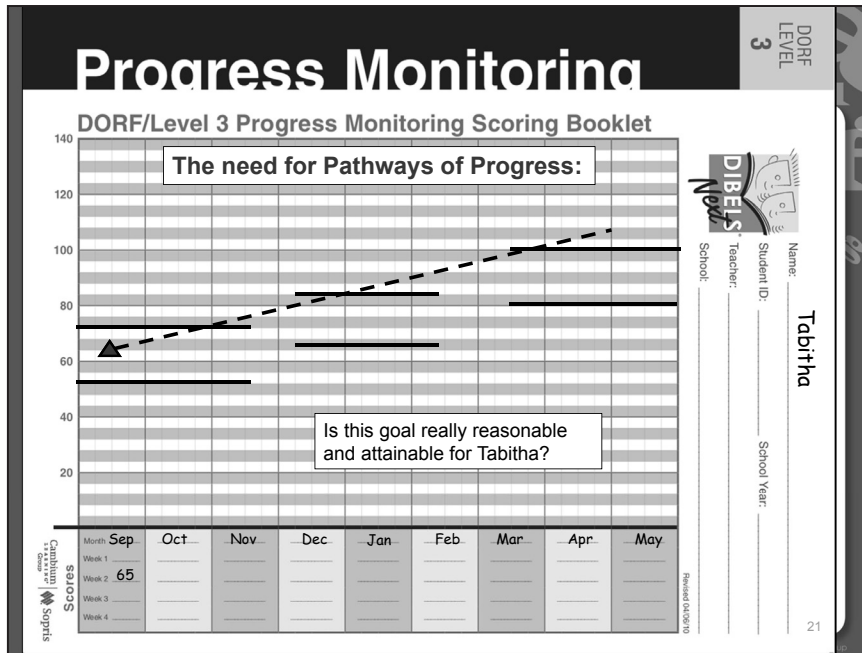 Progress Monitoring
DORF
LEVEL
3
DORF/Level 3 Progress Monitoring Scoring Booklet
The need for Pathways of Progress:
140
120
100
80
60
40
20
Is this goal really reasonable
and attainable for Tabitha?
Month Sep Oct Nov Dec Jan Feb Mar Apr May
Week 1
Week 2 65
Week 3
Week 4
Scores
Cambium
LEARNING
Group
Sopris
DIBELS
Next
Name: Tabitha
Student ID:
School Year:
Teacher:
School:
Revised 04/06/10
21
up